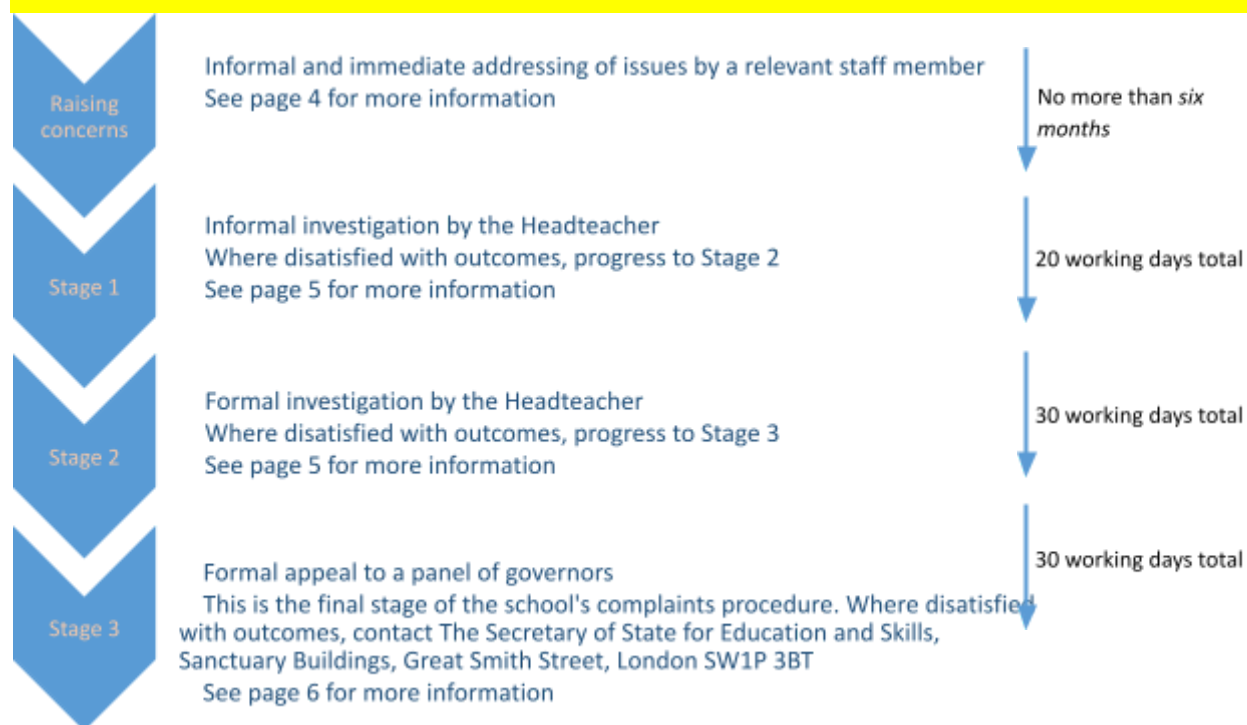 Raising
concerns
Informal and immediate addressing of issues by a relevant staff member
See page 4 for more information
No more than six
months
Stage 1
Informal investigation by the Headteacher
Where disatisfied with outcomes, progress to Stage 2
See page 5 for more information
20 working days total
Stage 2
Formal investigation by the Headteacher
Where disatisfied with outcomes, progress to Stage 3
See page 5 for more information
30 working days total
Stage 3
Formal appeal to a panel of governors
This is the final stage of the school's complaints procedure. Where disatisfied
with outcomes, contact The Secretary of State for Education and Skills,
Sanctuary Buildings, Great Smith Street, London SW1P 3BT
See page 6 for more information
30 working days total